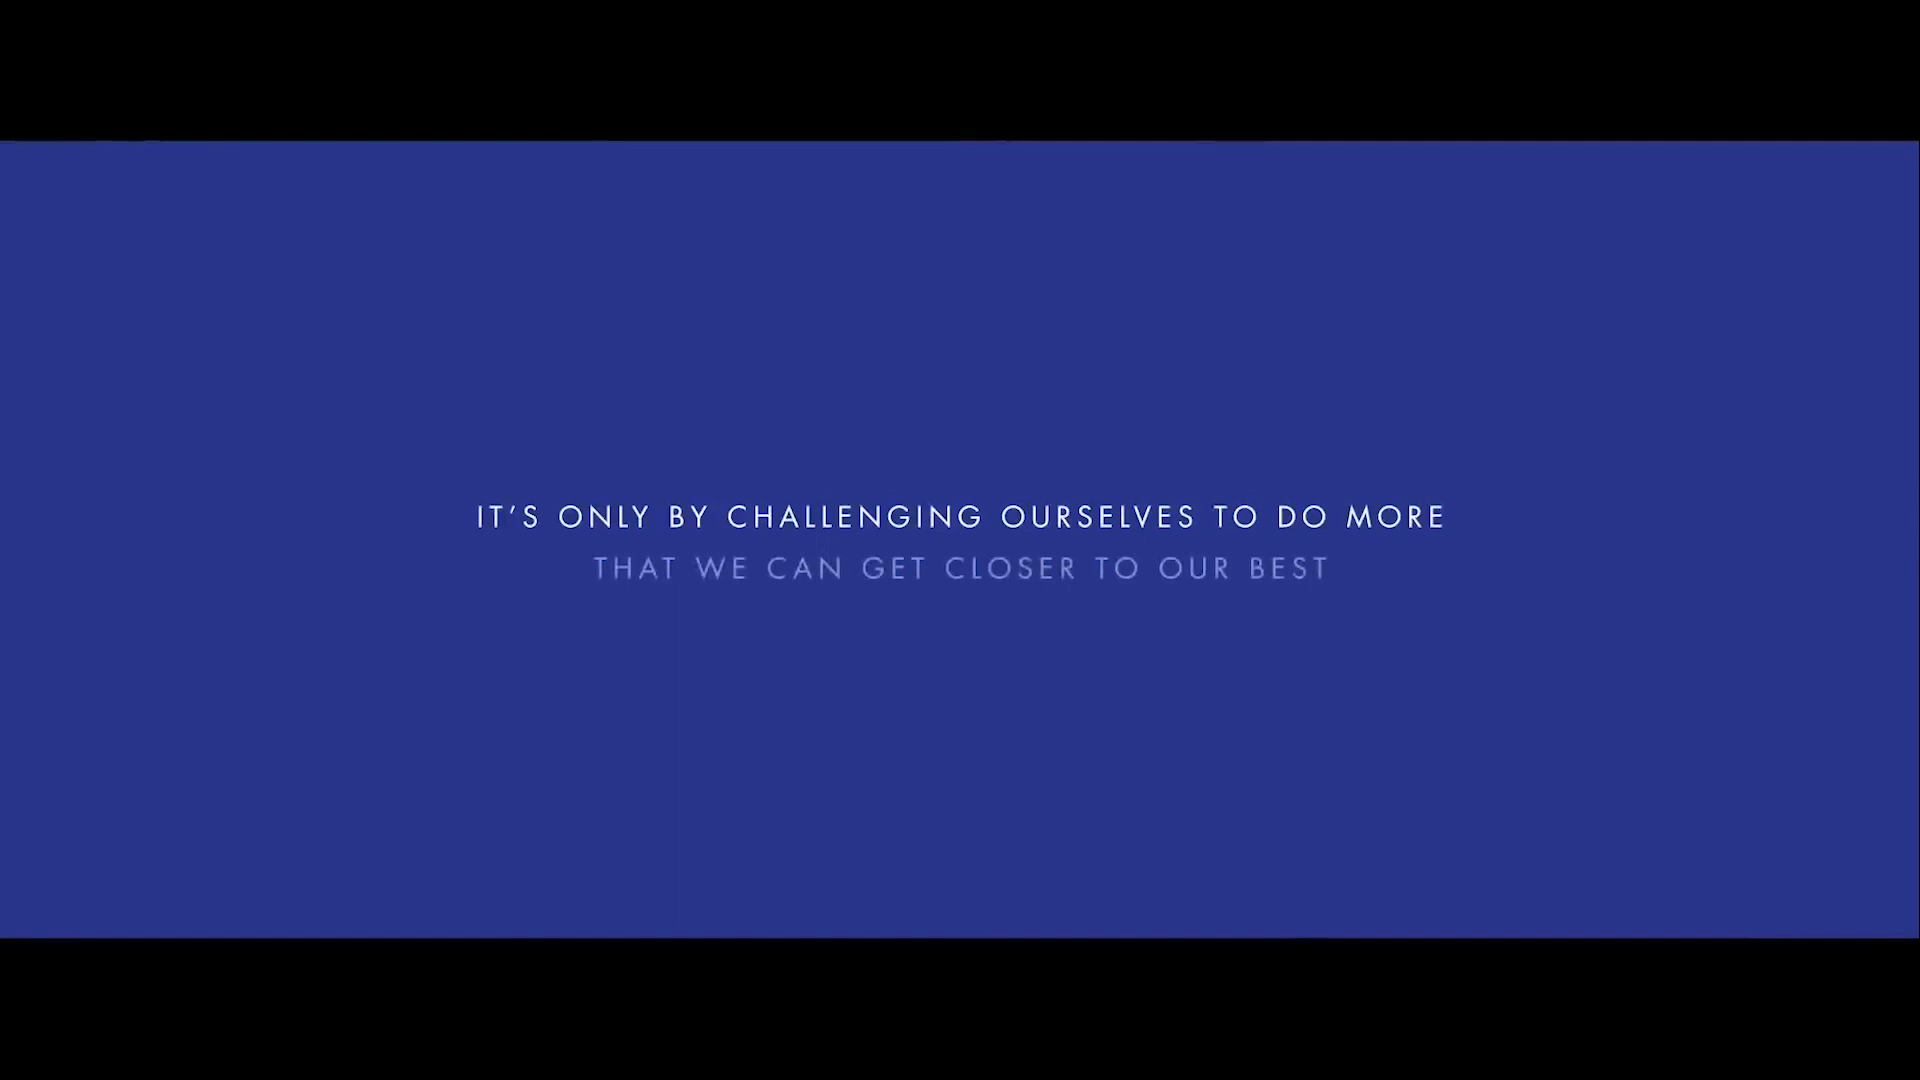 IT’S ONLY BY CHALLENGING OURSELVES TO DO MORE
THAT WE CAN GET CLOSER TO OUR BEST